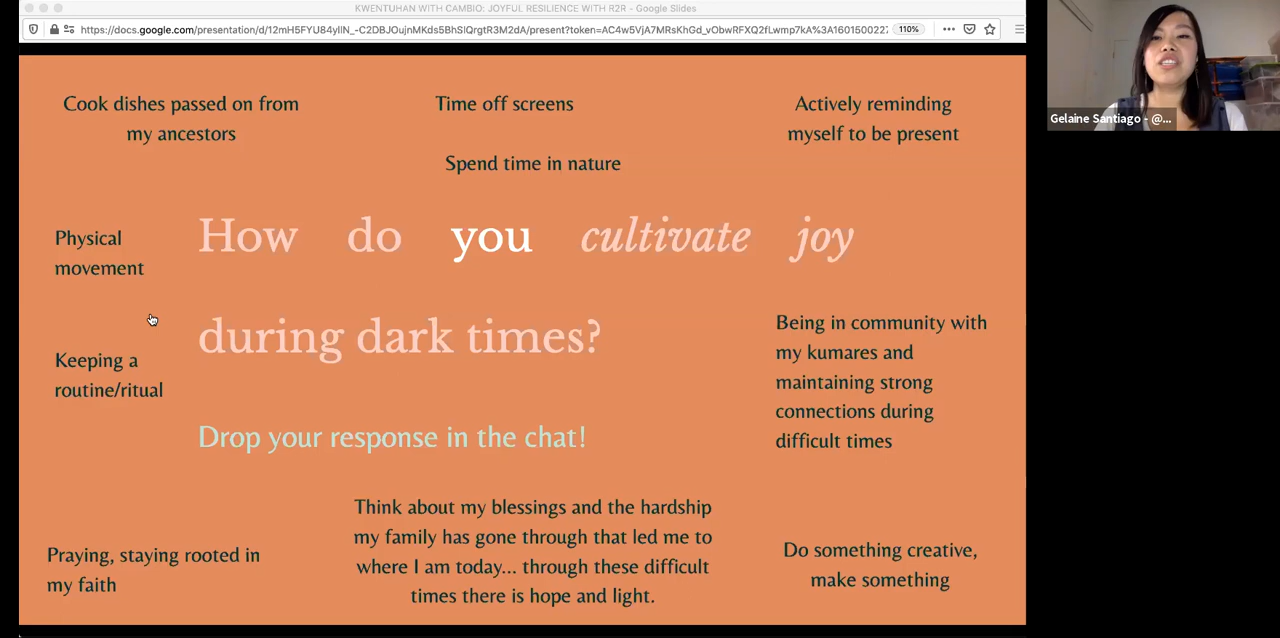 KWENTUHAN WITH CAMBIO: JOYFUL RESILIENCE WITH R2R - Google Slides
110%
Gelaine Santiago - @...
Cook dishes passed on from
my ancestors
Time off screens
Actively reminding
myself to be present
Spend time in nature
How do you cultivate joy
during dark times?
Physical
movement
Keeping a
routine/ritual
Being in community with
my kumares and
maintaining strong
connections during
difficult times
Drop your response in the chat!
Think about my blessings and the hardship
my family has gone through that led me to
where I am today... through these difficult
times there is hope and light.
Praying, staying rooted in
my faith
Do something creative,
make something